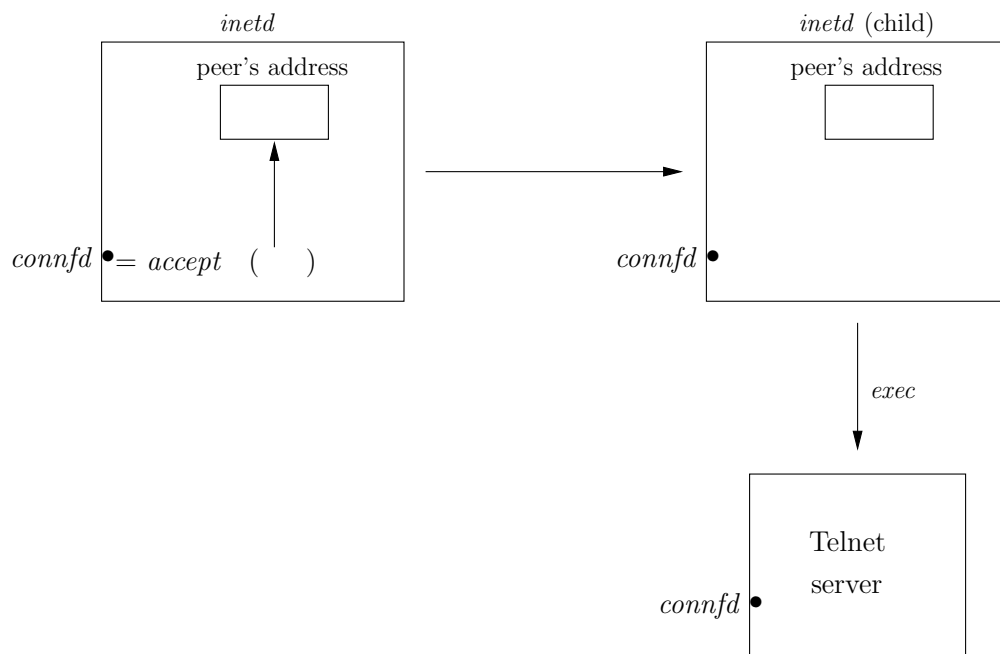 inetd
peer's address
connfd = accept ( )
inetd (child)
peer's address
connfd
exec
Telnet
server
connfd